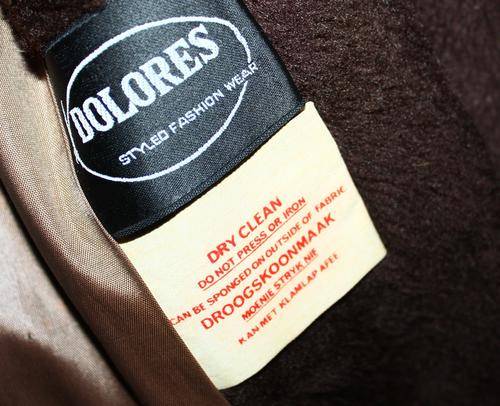 DOLORES
STYLED FASHION WEAR
DRY CLEAN
DO NOT PRESS OR IRON
CAN BE SPONGED ON OUTSIDE OF FABRIC
DROOGSKOONMAAK
MOENIE STRYK NIE
KAN MET KLAMLAP AFEE